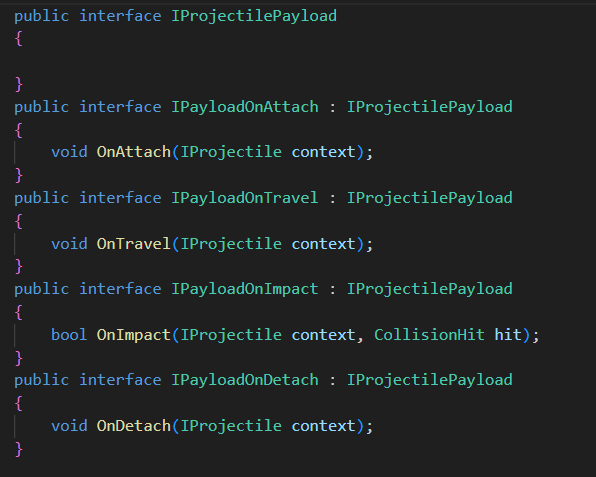 public interface IProjectilePayload
{
}
public interface IPayloadOnAttach : IProjectilePayload
{
    void OnAttach(IProjectile context);
}
public interface IPayloadOnTravel : IProjectilePayload
{
    void OnTravel(IProjectile context);
}
public interface IPayloadOnImpact : IProjectilePayload
{
    bool OnImpact(IProjectile context, CollisionHit hit);
}
public interface IPayloadOnDetach : IProjectilePayload
{
    void OnDetach(IProjectile context);
}